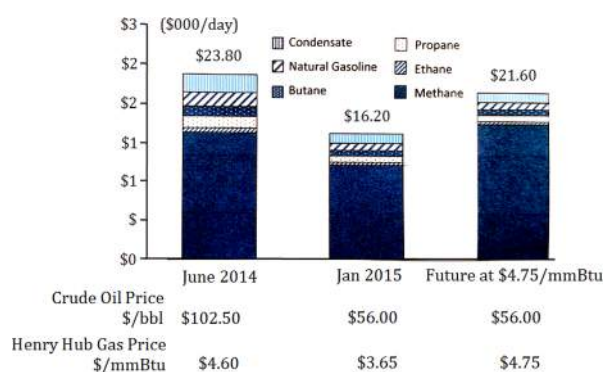 $3
($000/day)
$2
$2
$1
$1
$
$0
$23.80
$16.20
$21.60
Condensate
Propane
Natural Gasoline
Ethane
Butane
Methane
June 2014
Jan 2015
Future at $4.75/mmBtu
Crude Oil Price
$/bbl
$102.50
$56.00
$56.00
Henry Hub Gas Price
$/mmBtu
$4.60
$3.65
$4.75